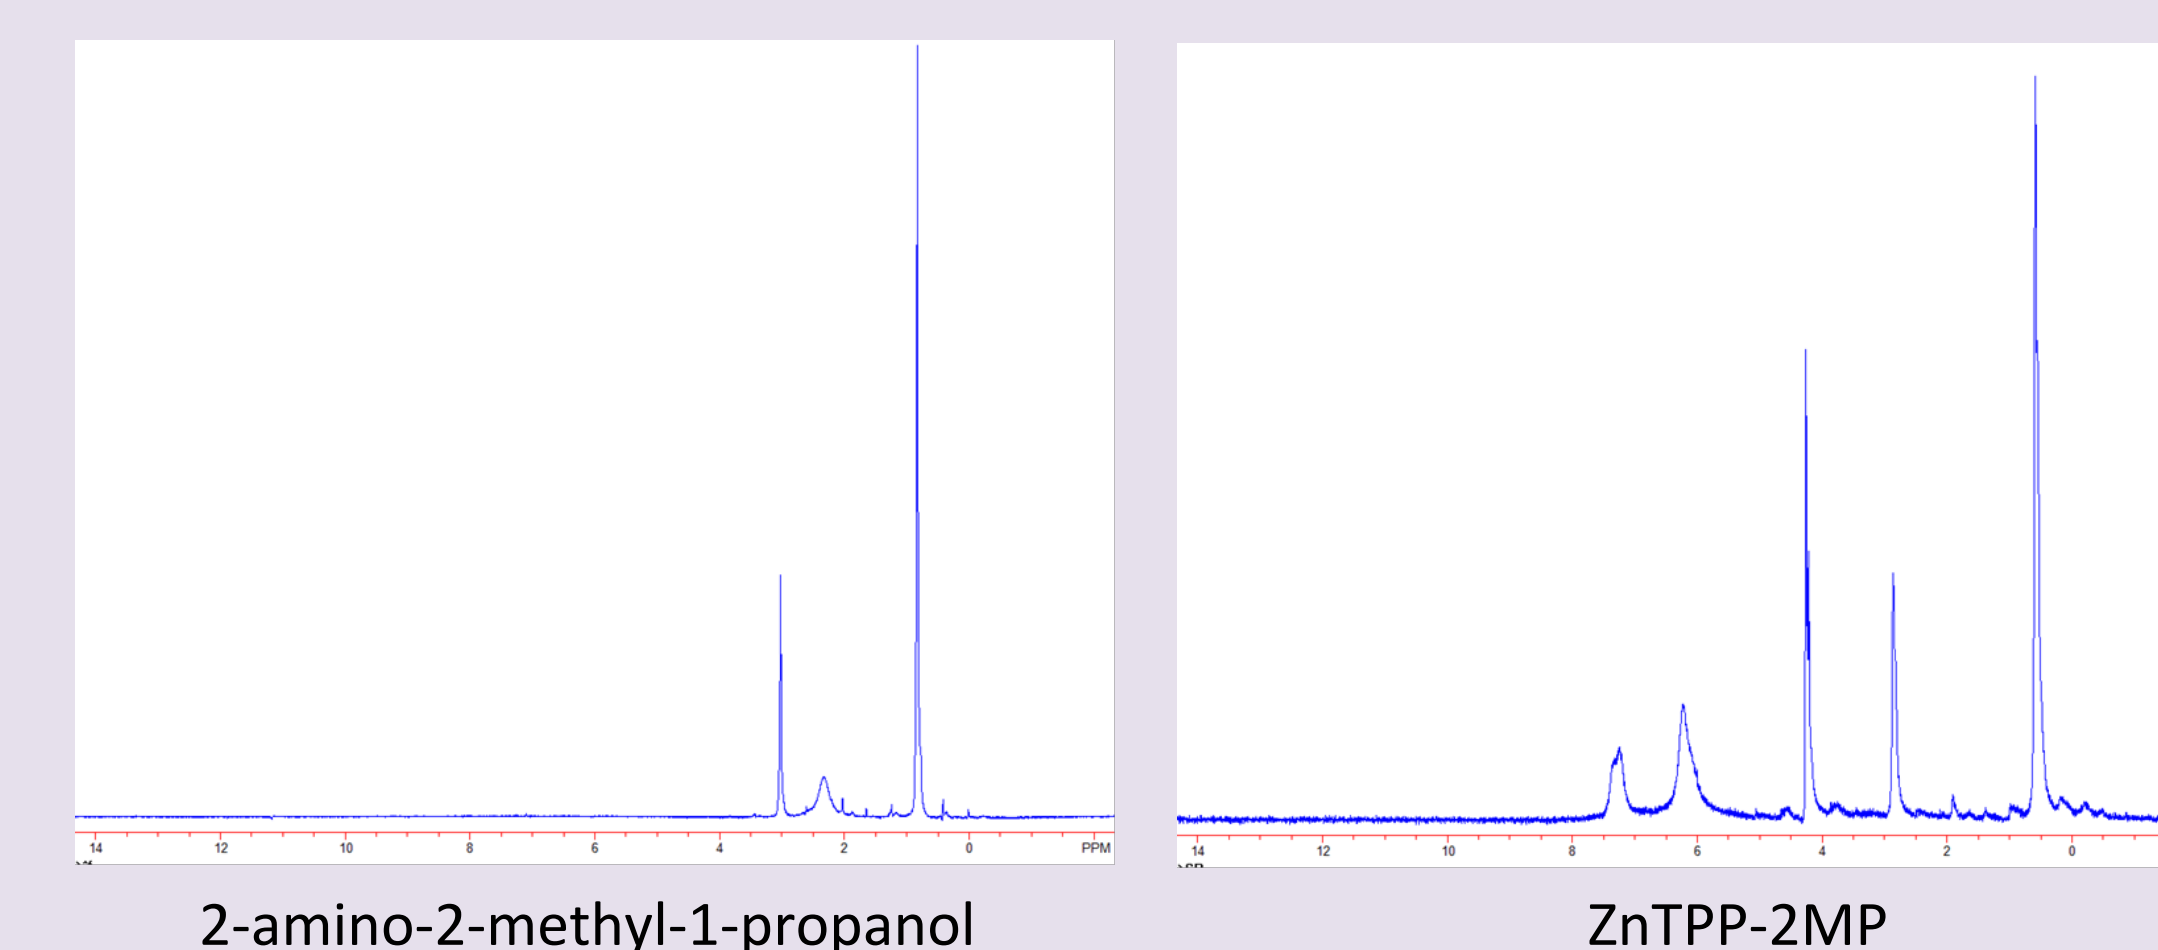 14 12 10 8 6 4 2 0 PPM
14 12 10 8 6 4 2 0
2-amino-2-methyl-1-propanol
ZnTPP-2MP